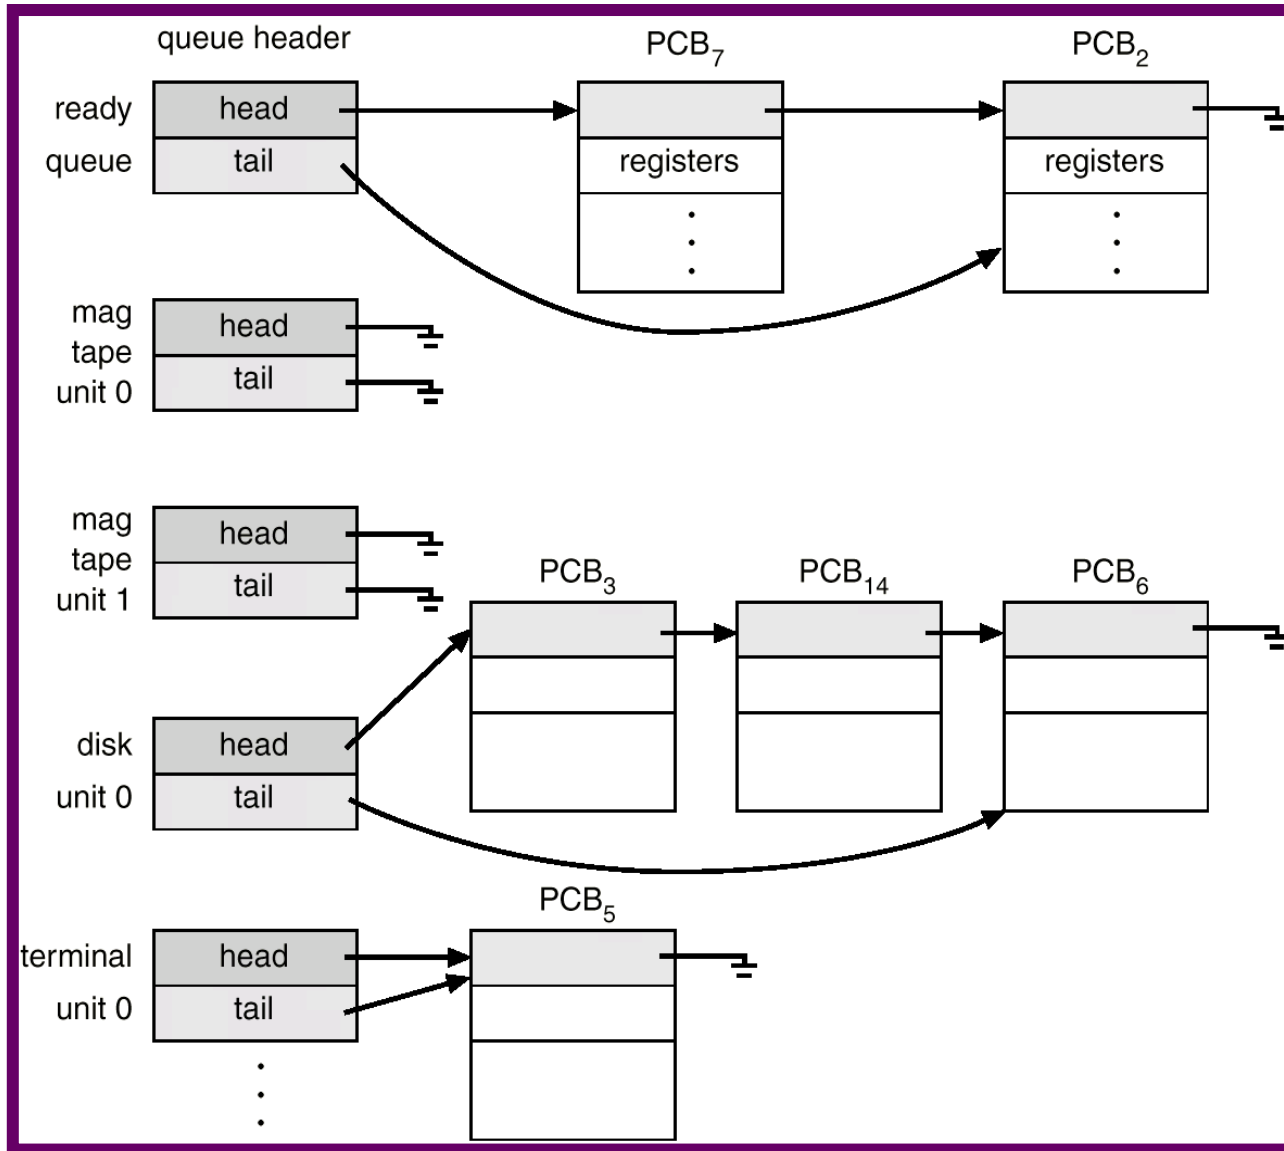 queue header
PCB7
PCB2
ready
head
queue
tail
registers
registers
mag
tape
unit 0
head
tail
mag
tape
unit 1
head
tail
PCB3
PCB14
PCB6
disk
head
unit 0
tail
PCB5
terminal
head
unit 0
tail